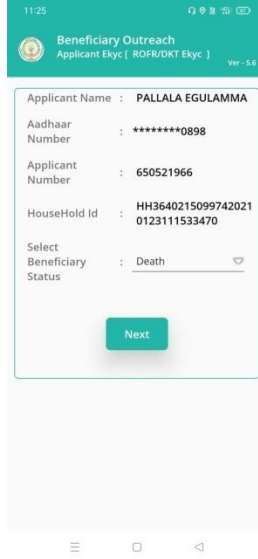 11:25
Beneficiary Outreach
Applicant Ekyc [ ROFR/DKT Ekyc ]
Ver - 5.6
Applicant Name : PALLALA EGULAMMA
Aadhaar
Number : ********0898
Applicant
Number : 650521966
HouseHold Id : HH3640215099742021
0123111533470
Select
Beneficiary : Death
Status
Next